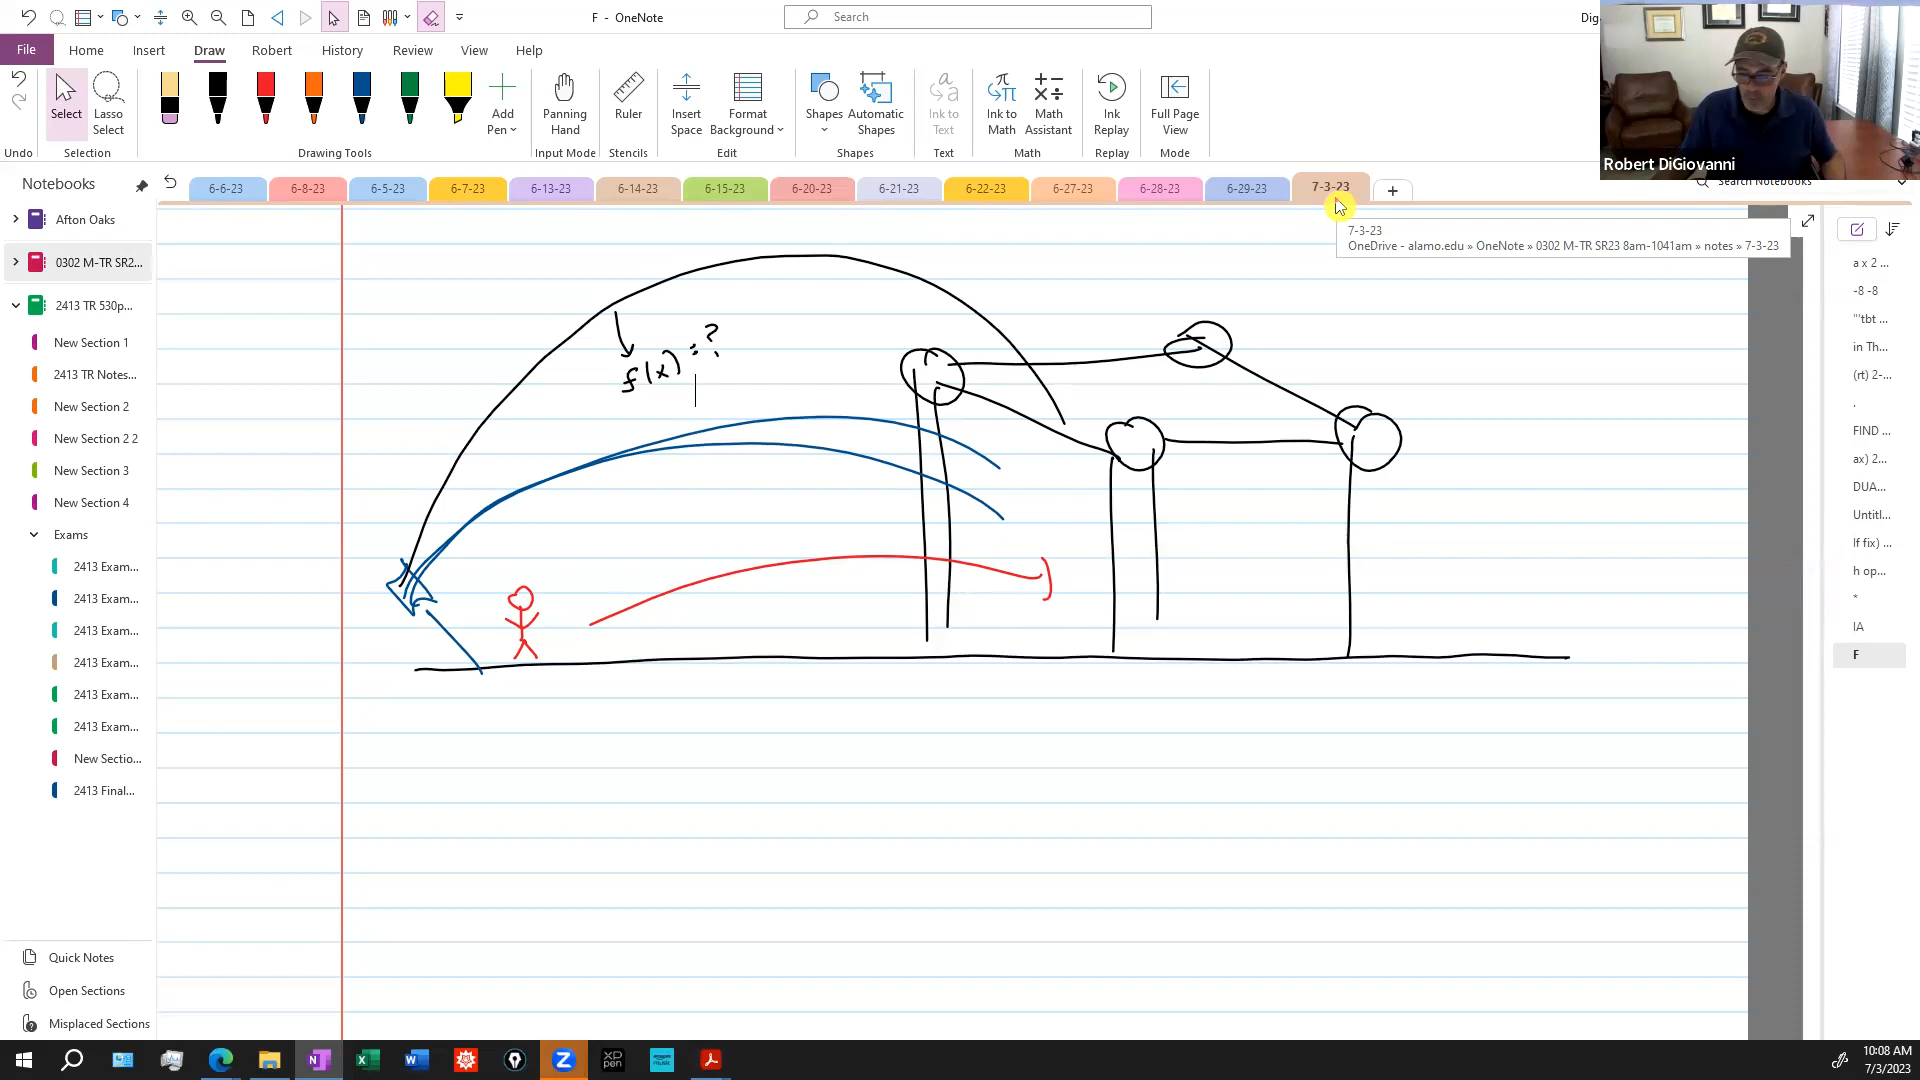 F - OneNote
Search
Dig
File
Home
Insert
Draw
Robert
History
Review
View
Help
Select
Lasso Select
Add Pen
Panning Hand
Ruler
Insert Space
Format Background
Shapes
Automatic Shapes
Ink to Text
Ink to Math
Math Assistant
Ink Replay
Full Page View
Undo
Selection
Drawing Tools
Input Mode
Stencils
Edit
Shapes
Text
Math
Replay
Mode
Robert DiGiovanni
Notebooks
6-6-23
6-8-23
6-5-23
6-7-23
6-13-23
6-14-23
6-15-23
6-20-23
6-21-23
6-22-23
6-27-23
6-28-23
6-29-23
7-3-23
Search Notebooks
7-3-23
OneDrive - alamo.edu » OneNote » 0302 M-TR SR23 8am-1041am » notes » 7-3-23
Afton Oaks
0302 M-TR SR2...
2413 TR 530p...
New Section 1
2413 TR Notes...
New Section 2
New Section 2 2
New Section 3
New Section 4
Exams
2413 Exam...
2413 Exam...
2413 Exam...
2413 Exam...
2413 Exam...
2413 Exam...
New Sectio...
2413 Final...
Quick Notes
Open Sections
Misplaced Sections
f(x) = ?
a x 2 ...
-8 -8
"'tbt ...
in Th...
(rt) 2-...
.
FIND ...
ax) 2...
DUA...
Untitl...
If fix) ...
h op...
*
IA
F
XP pen
amazon music
10:08 AM
7/3/2023